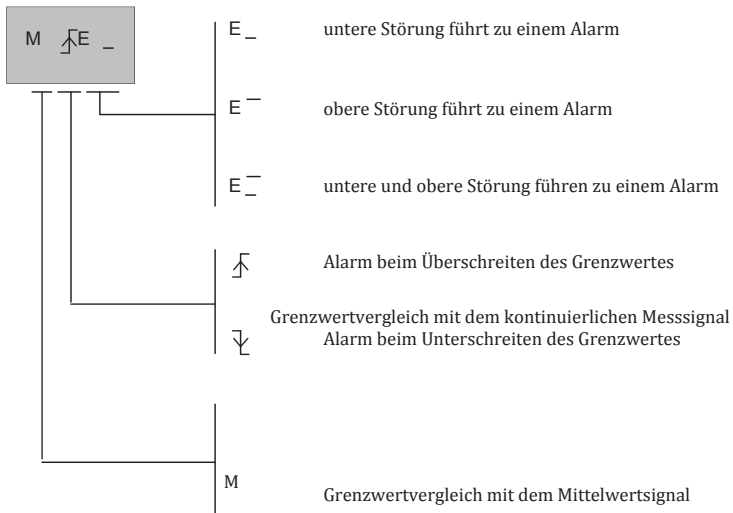 M E _
E _ untere Störung führt zu einem Alarm
E ¯ obere Störung führt zu einem Alarm
E ¯_ untere und obere Störung führen zu einem Alarm
Alarm beim Überschreiten des Grenzwertes
Grenzwertvergleich mit dem kontinuierlichen Messsignal
Alarm beim Unterschreiten des Grenzwertes
M
Grenzwertvergleich mit dem Mittelwertsignal